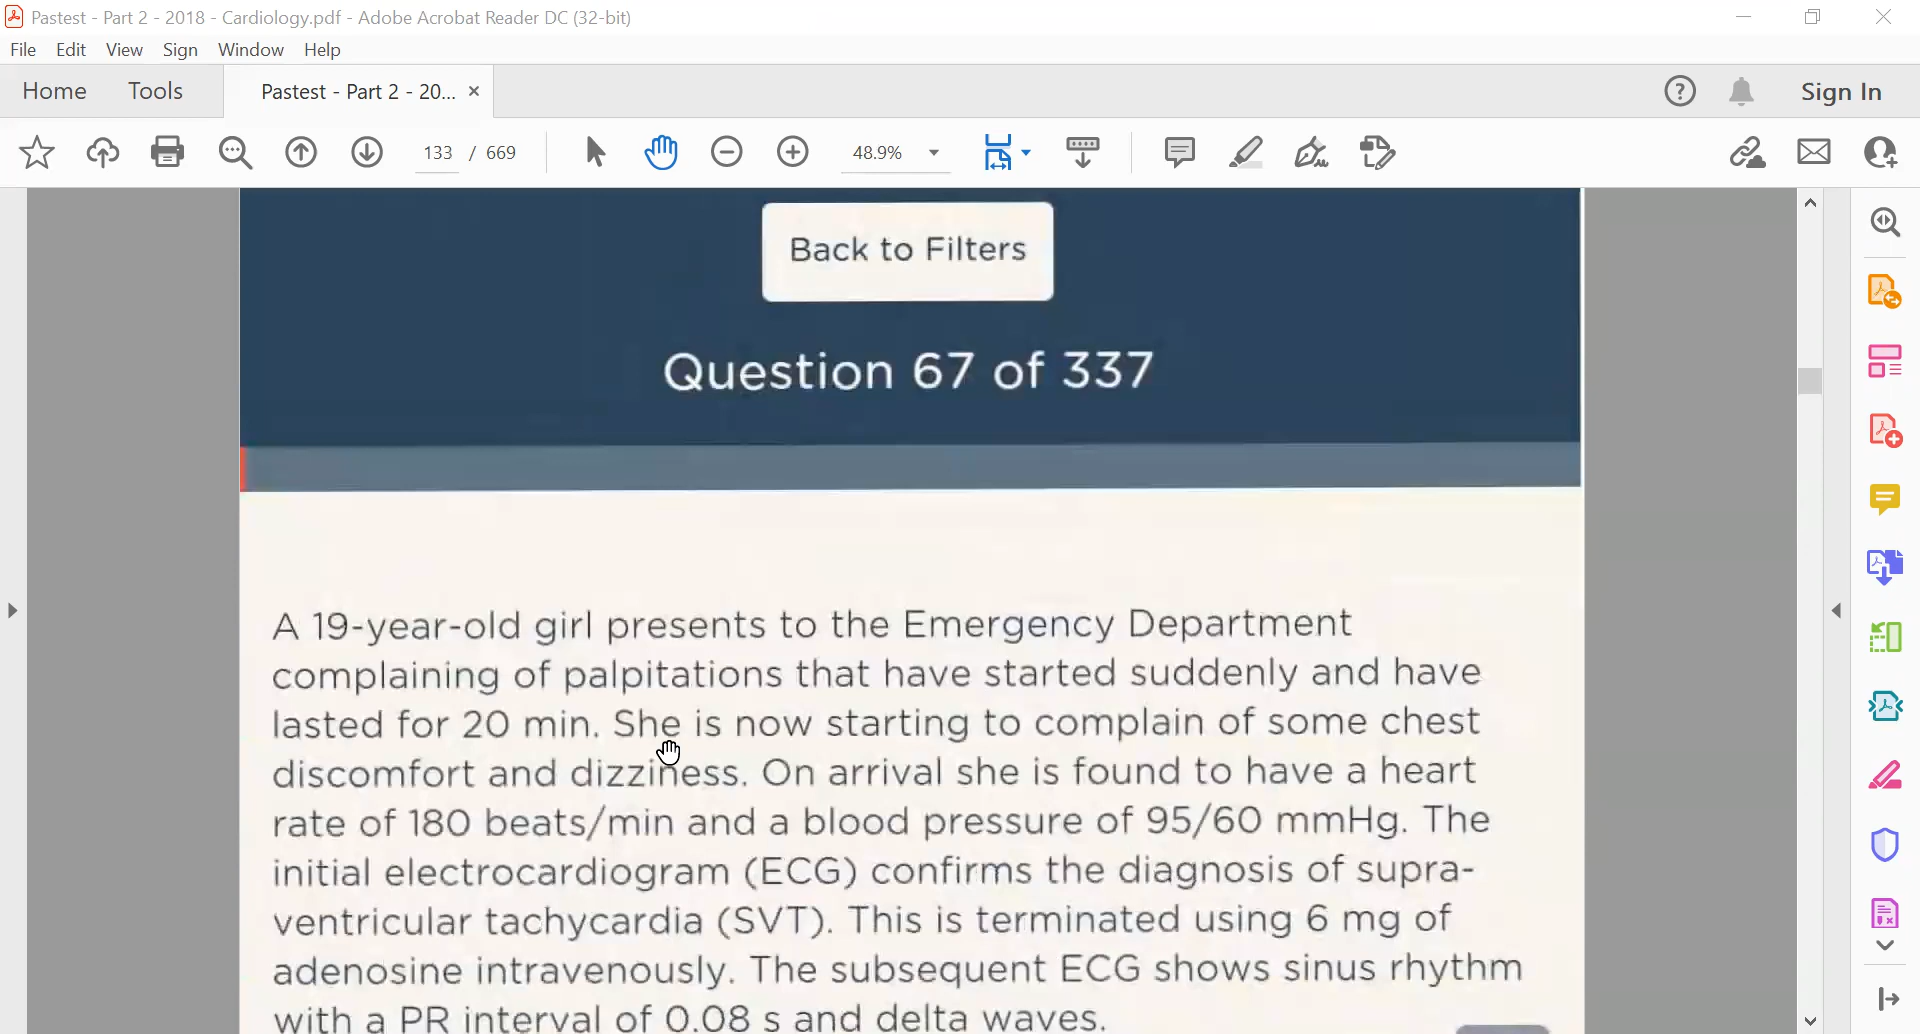 Pastest - Part 2 - 2018 - Cardiology.pdf - Adobe Acrobat Reader DC (32-bit)
File Edit View Sign Window Help
Home Tools Pastest - Part 2 - 20... × Sign In
133 / 669 48.9%
Back to Filters
Question 67 of 337
A 19-year-old girl presents to the Emergency Department
complaining of palpitations that have started suddenly and have
lasted for 20 min. She is now starting to complain of some chest
discomfort and dizziness. On arrival she is found to have a heart
rate of 180 beats/min and a blood pressure of 95/60 mmHg. The
initial electrocardiogram (ECG) confirms the diagnosis of supra-
ventricular tachycardia (SVT). This is terminated using 6 mg of
adenosine intravenously. The subsequent ECG shows sinus rhythm
with a PR interval of 0.08 s and delta waves.